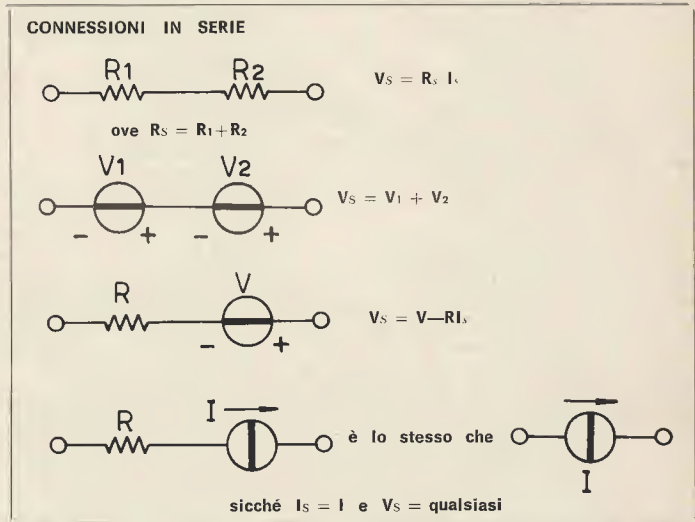 CONNESSIONI IN SERIE
R1 R2
Vs = Rs Is
ove Rs = R1+R2
V1 V2
- + - +
Vs = V1 + V2
R V
- +
Vs = V—RIs
R I
è lo stesso che
I
sicché Is = I e Vs = qualsiasi